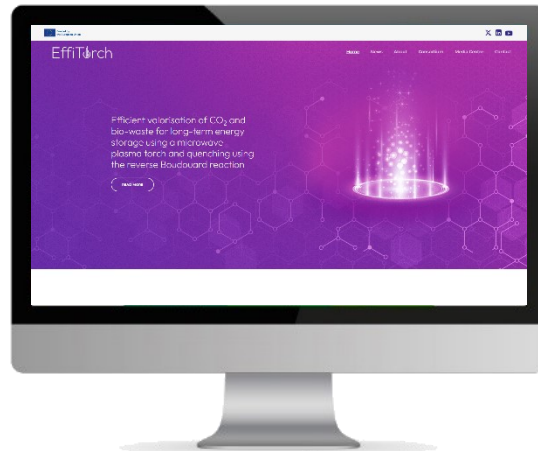 EffiTorch
Home News About Consortium Media Centre Contact
Efficient valorisation of CO₂ and
bio-waste for long-term energy
storage using a microwave
plasma torch and quenching using
the reverse Boudouard reaction
READ MORE